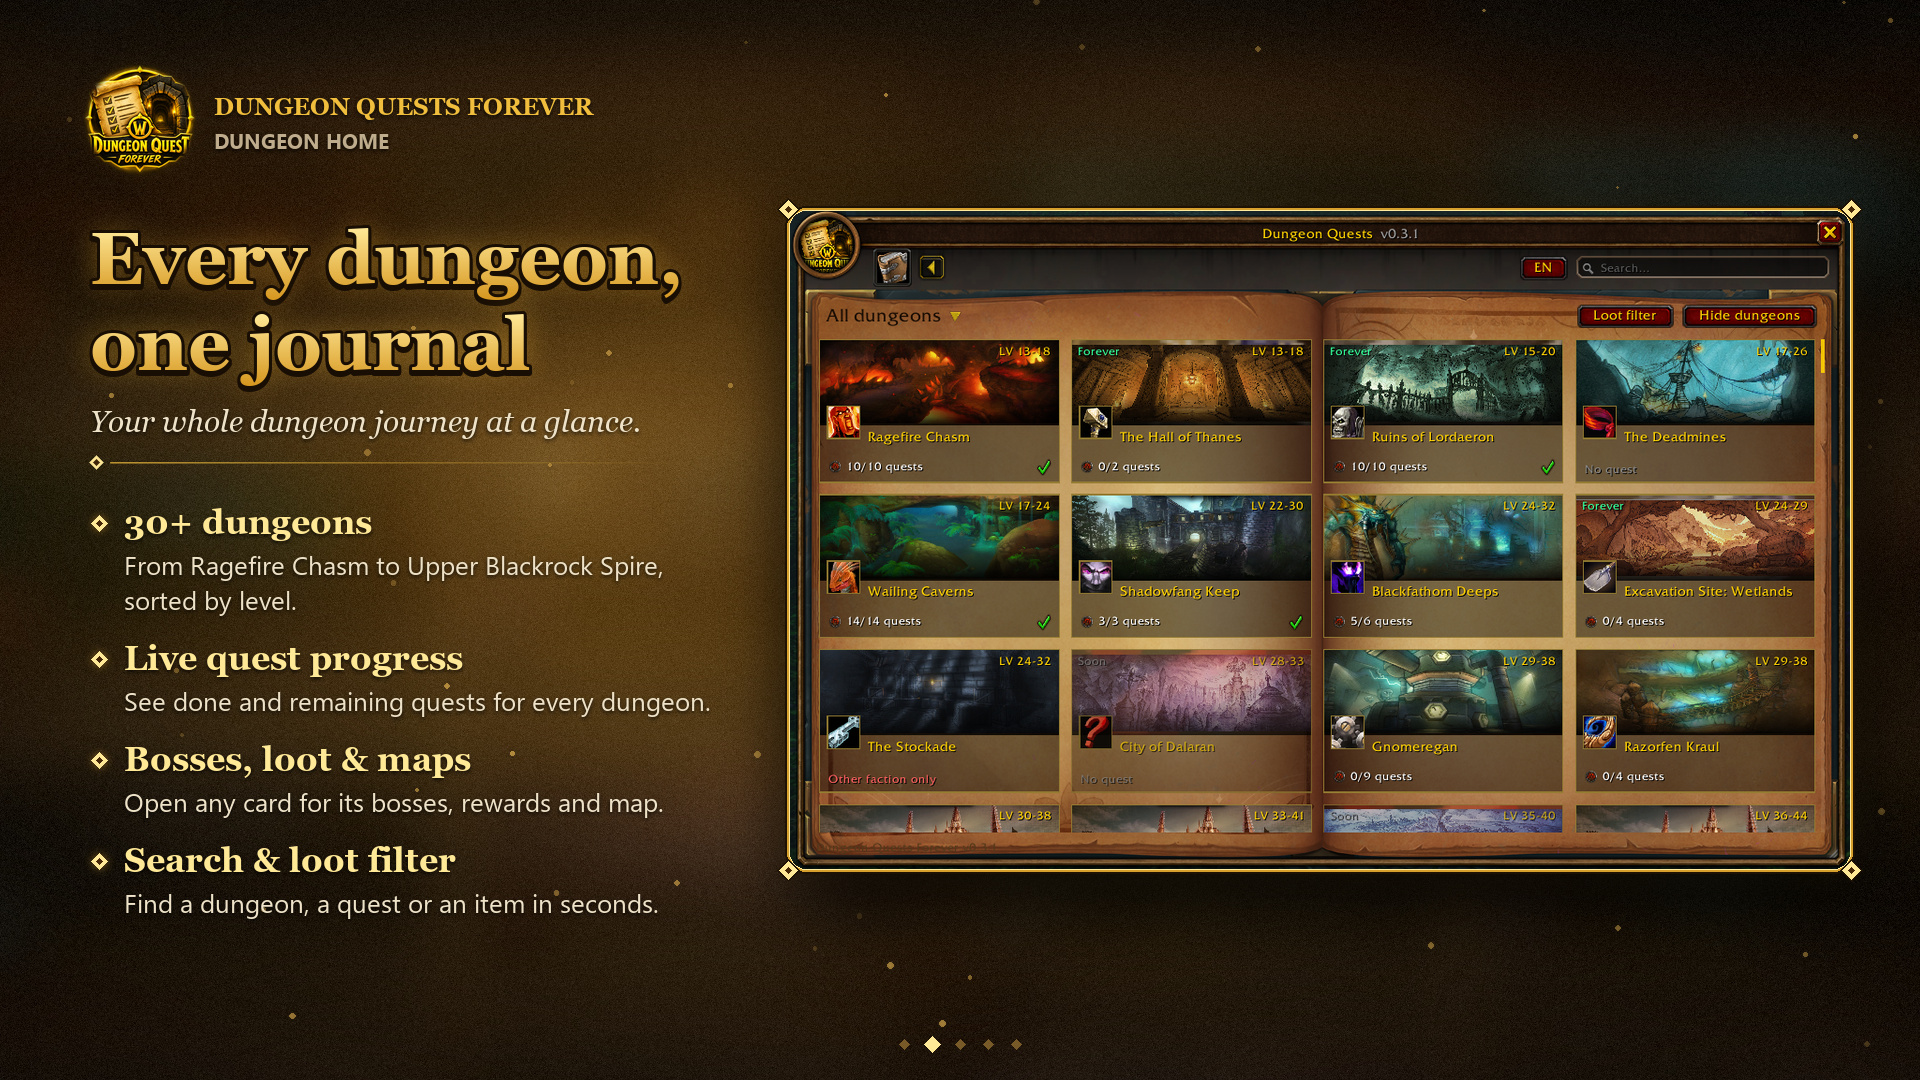 DUNGEON QUEST
FOREVER
DUNGEON QUESTS FOREVER
DUNGEON HOME
Every dungeon,
one journal
Your whole dungeon journey at a glance.
30+ dungeons
From Ragefire Chasm to Upper Blackrock Spire,
sorted by level.
Live quest progress
See done and remaining quests for every dungeon.
Bosses, loot & maps
Open any card for its bosses, rewards and map.
Search & loot filter
Find a dungeon, a quest or an item in seconds.
Dungeon Quests v0.3.1
EN
Search...
All dungeons
Loot filter
Hide dungeons
LV 13-18
Ragefire Chasm
10/10 quests
Forever
LV 13-18
The Hall of Thanes
0/2 quests
Forever
LV 15-20
Ruins of Lordaeron
10/10 quests
LV 17-26
The Deadmines
No quest
LV 17-24
Wailing Caverns
14/14 quests
LV 22-30
Shadowfang Keep
3/3 quests
LV 24-32
Blackfathom Deeps
5/6 quests
Forever
LV 24-29
Excavation Site: Wetlands
0/4 quests
LV 24-32
The Stockade
Other faction only
Soon
LV 28-33
City of Dalaran
No quest
LV 29-38
Gnomeregan
0/9 quests
LV 29-38
Razorfen Kraul
0/4 quests
LV 30-38
LV 33-41
Soon
LV 35-40
LV 36-44